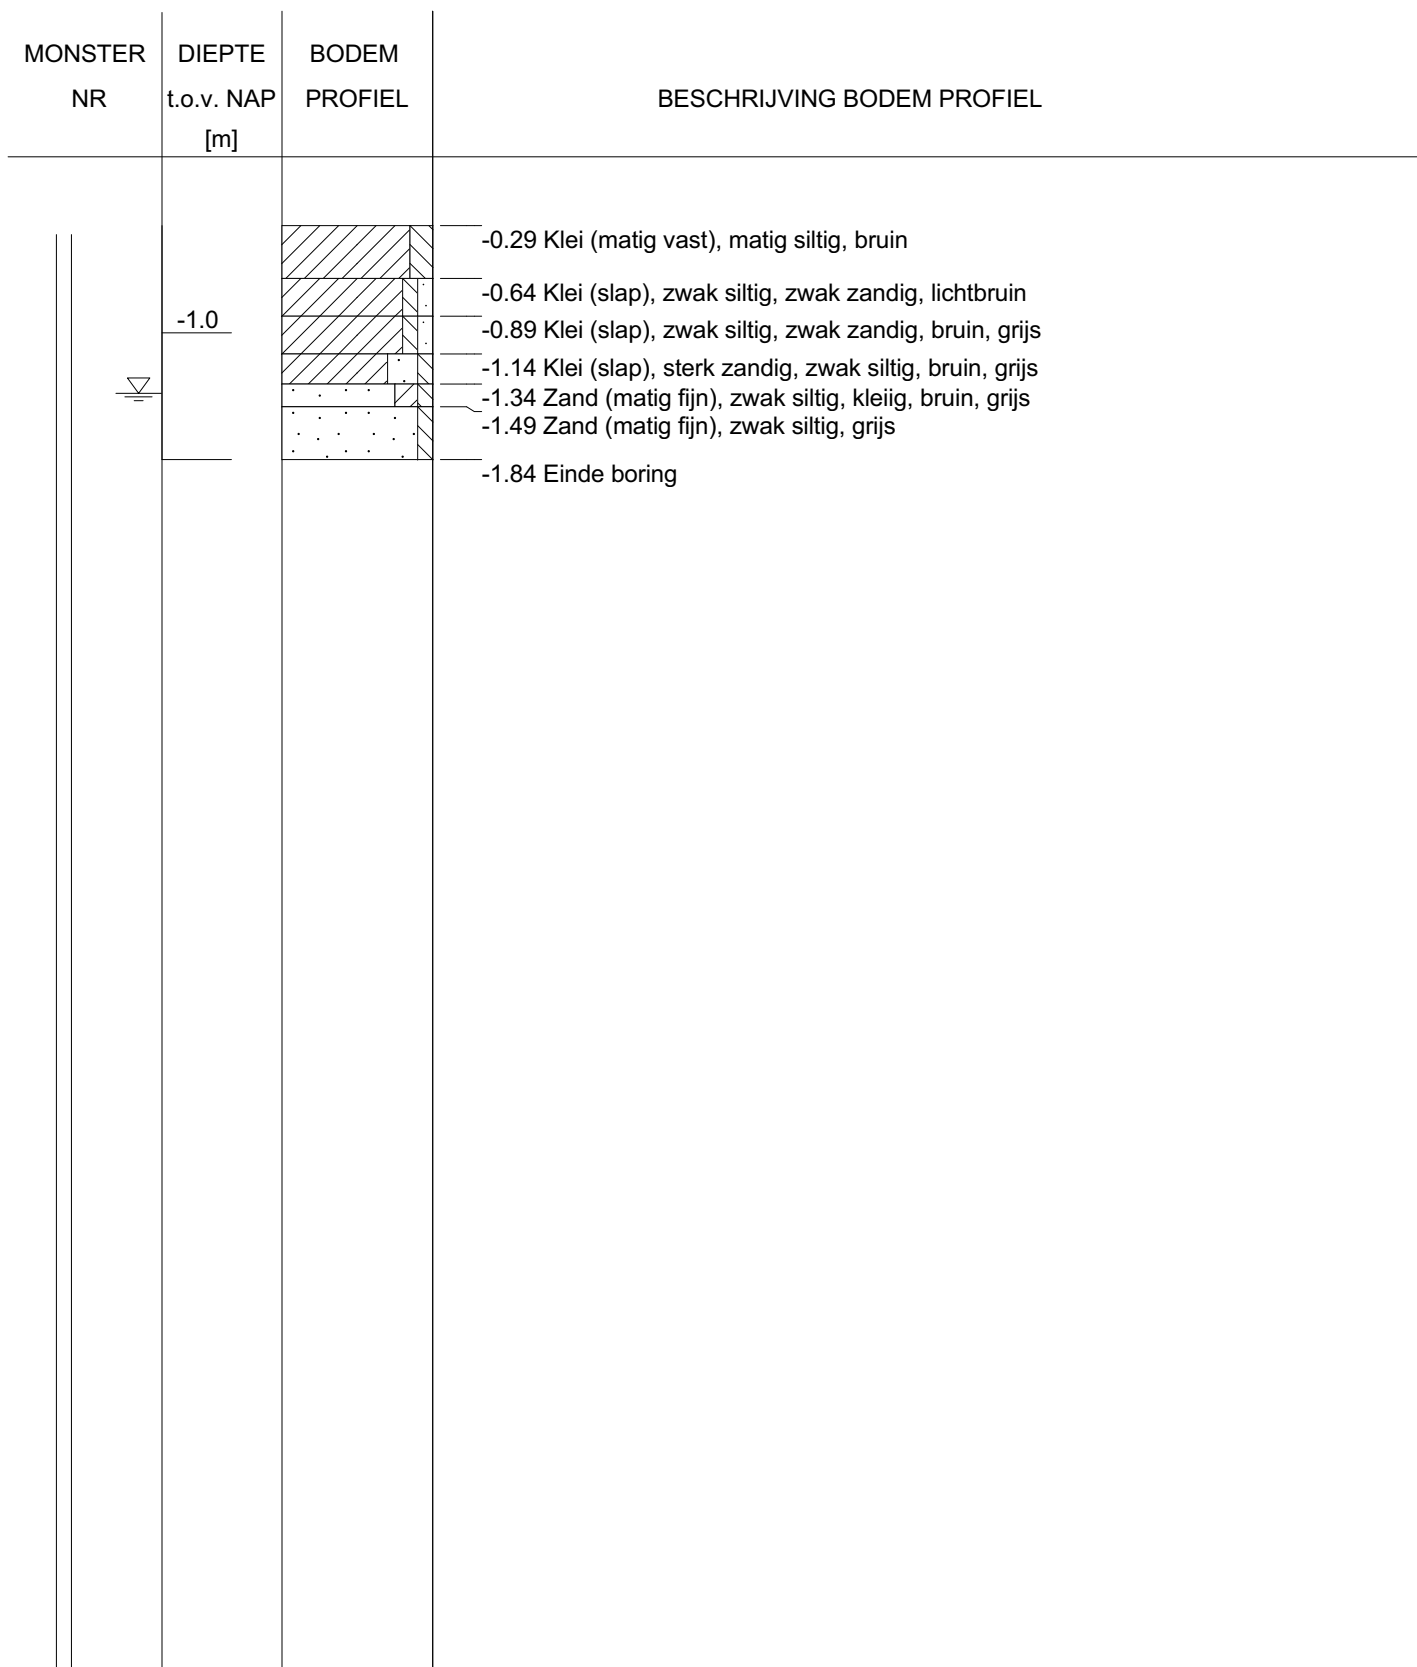 MONSTER DIEPTE BODEM
NR t.o.v. NAP PROFIEL BESCHRIJVING BODEM PROFIEL
[m]
-0.29 Klei (matig vast), matig siltig, bruin
-0.64 Klei (slap), zwak siltig, zwak zandig, lichtbruin
-1.0
-0.89 Klei (slap), zwak siltig, zwak zandig, bruin, grijs
-1.14 Klei (slap), sterk zandig, zwak siltig, bruin, grijs
-1.34 Zand (matig fijn), zwak siltig, kleiig, bruin, grijs
-1.49 Zand (matig fijn), zwak siltig, grijs
-1.84 Einde boring